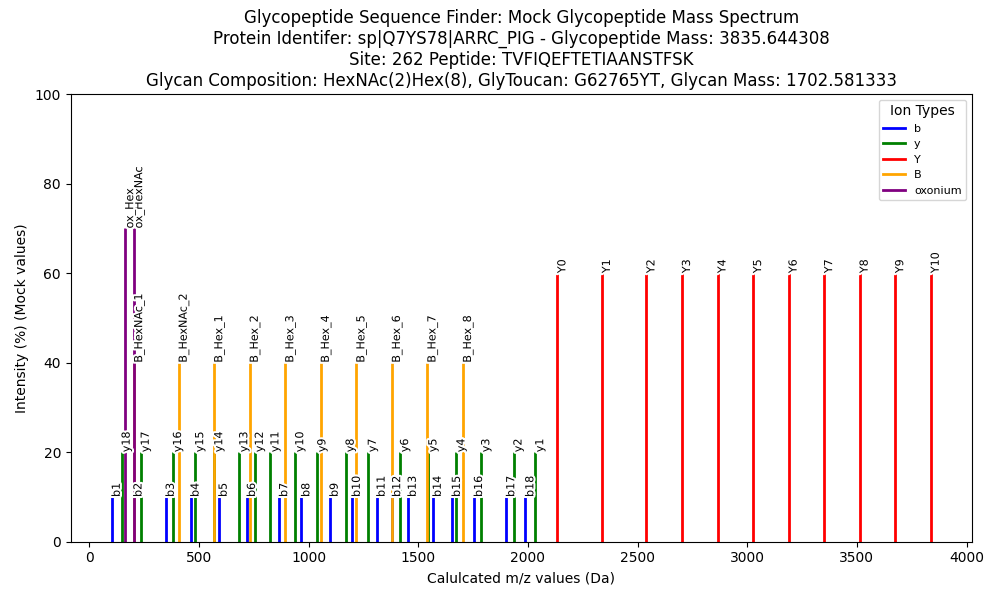 Glycopeptide Sequence Finder: Mock Glycopeptide Mass Spectrum
Protein Identifer: sp|Q7YS78|ARRC_PIG - Glycopeptide Mass: 3835.644308
Site: 262 Peptide: TVFIQEFTETIAANSTFSK
Glycan Composition: HexNAc(2)Hex(8), GlyToucan: G62765YT, Glycan Mass: 1702.581333
Intensity (%) (Mock values)
100
80
60
40
20
0
Ion Types
b
y
Y
B
oxonium
ox_Hex
ox_HexNAc
Y0
Y1
Y2
Y3
Y4
Y5
Y6
Y7
Y8
Y9
Y10
B_HexNAc_1
B_HexNAc_2
B_Hex_1
B_Hex_2
B_Hex_3
B_Hex_4
B_Hex_5
B_Hex_6
B_Hex_7
B_Hex_8
y18
y17
y16
y15
y14
y13
y12
y11
y10
y9
y8
y7
y6
y5
y4
y3
y2
y1
b1
b2
b3
b4
b5
b6
b7
b8
b9
b10
b11
b12
b13
b14
b15
b16
b17
b18
0
500
1000
1500
2000
2500
3000
3500
4000
Calulcated m/z values (Da)